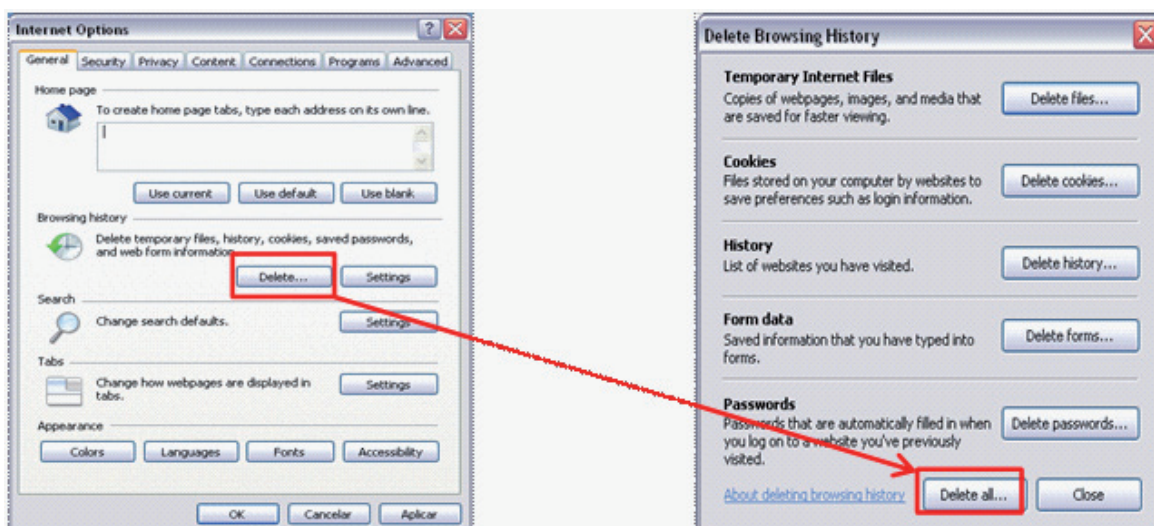 Internet Options
General Security Privacy Content Connections Programs Advanced
Home page
To create home page tabs, type each address on its own line.
Use current Use default Use blank
Browsing history
Delete temporary files, history, cookies, saved passwords,
and web form information.
Delete... Settings
Search
Change search defaults.
Settings
Tabs
Change how webpages are displayed in
tabs.
Settings
Appearance
Colors Languages Fonts Accessibility
OK Cancelar Aplicar
Delete Browsing History
Temporary Internet Files
Copies of webpages, images, and media that
are saved for faster viewing.
Delete files...
Cookies
Files stored on your computer by websites to
save preferences such as login information.
Delete cookies...
History
List of websites you have visited.
Delete history...
Form data
Saved information that you have typed into
forms.
Delete forms...
Passwords
Passwords that are automatically filled in when
you log on to a website you've previously
visited.
Delete passwords...
About deleting browsing history Delete all... Close